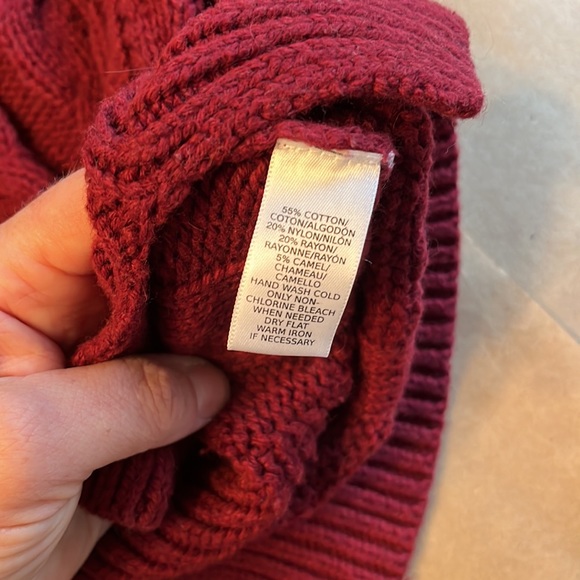 55% COTTON/
COTON/ALGODÓN
20% NYLON/NILÓN
20% RAYON/
RAYONNE/RAYÓN
5% CAMEL/
CHAMEAU/
CAMELLO
HAND WASH COLD
ONLY NON-
CHLORINE BLEACH
WHEN NEEDED
DRY FLAT
WARM IRON
IF NECESSARY